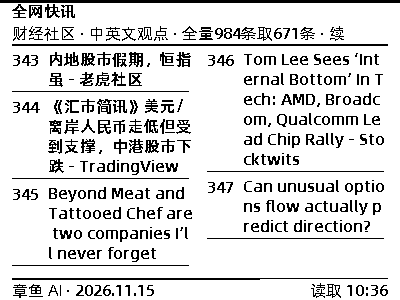 全网快讯
财经社区 · 中英文观点 · 全量984条取671条 · 续
343 内地股市假期，恒指
虽 - 老虎社区
344 《汇市简讯》美元/
离岸人民币走低但受
到支撑，中港股市下
跌 - TradingView
345 Beyond Meat and
Tattooed Chef are
two companies I'l
l never forget
346 Tom Lee Sees 'Int
ernal Bottom' In T
ech: AMD, Broadc
om, Qualcomm Le
ad Chip Rally - Sto
cktwits
347 Can unusual optio
ns flow actually p
redict direction?
章鱼 AI · 2026.11.15
读取 10:36